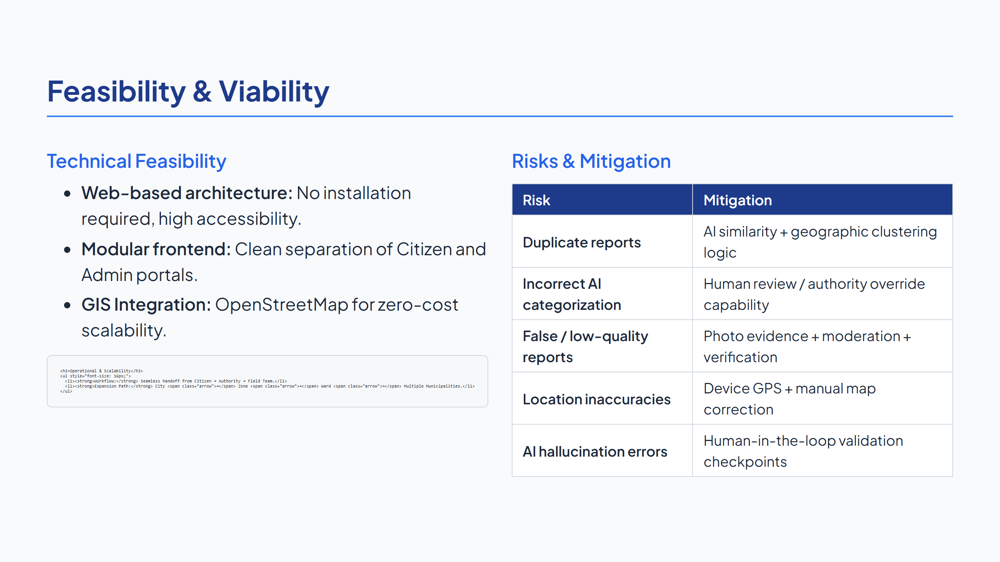 Feasibility & Viability
Technical Feasibility
• Web-based architecture: No installation
required, high accessibility.
• Modular frontend: Clean separation of Citizen and
Admin portals.
• GIS Integration: OpenStreetMap for zero-cost
scalability.
<h3>Operational & Scalability</h3>
<ul style="font-size: 16px;">
  <li><strong>Workflow:</strong> Seamless handoff from Citizen → Authority → Field Team.</li>
  <li><strong>Expansion Path:</strong> City <span class="arrow">→</span> Zone <span class="arrow">→</span> Ward <span class="arrow">→</span> Multiple Municipalities.</li>
</ul>
Risks & Mitigation
Risk
Mitigation
Duplicate reports
AI similarity + geographic clustering
logic
Incorrect AI
categorization
Human review / authority override
capability
False / low-quality
reports
Photo evidence + moderation +
verification
Location inaccuracies
Device GPS + manual map
correction
AI hallucination errors
Human-in-the-loop validation
checkpoints